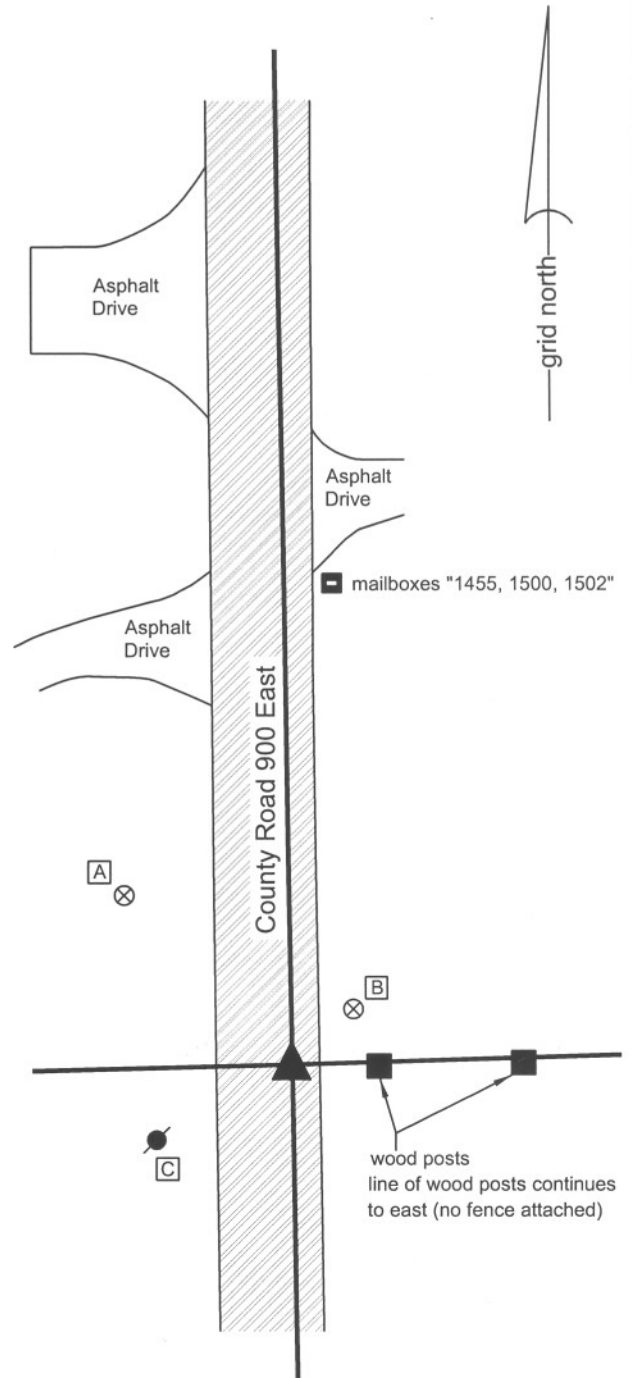 Asphalt
Drive
grid north
Asphalt
Drive
mailboxes "1455, 1500, 1502"
Asphalt
Drive
County Road 900 East
A
B
C
wood posts
line of wood posts continues
to east (no fence attached)